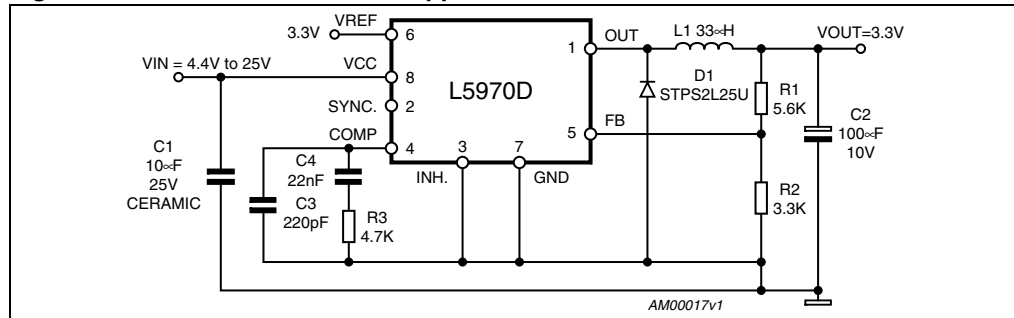 VREF
3.3V
6
VIN = 4.4V to 25V
VCC
8
SYNC.
2
COMP
4
L5970D
1
OUT
L1 33∝H
VOUT=3.3V
D1
STPS2L25U
R1
5.6K
5
FB
C2
100∝F
10V
3
INH.
7
GND
C1
10∝F
25V
CERAMIC
C4
22nF
C3
220pF
R3
4.7K
R2
3.3K
AM00017v1